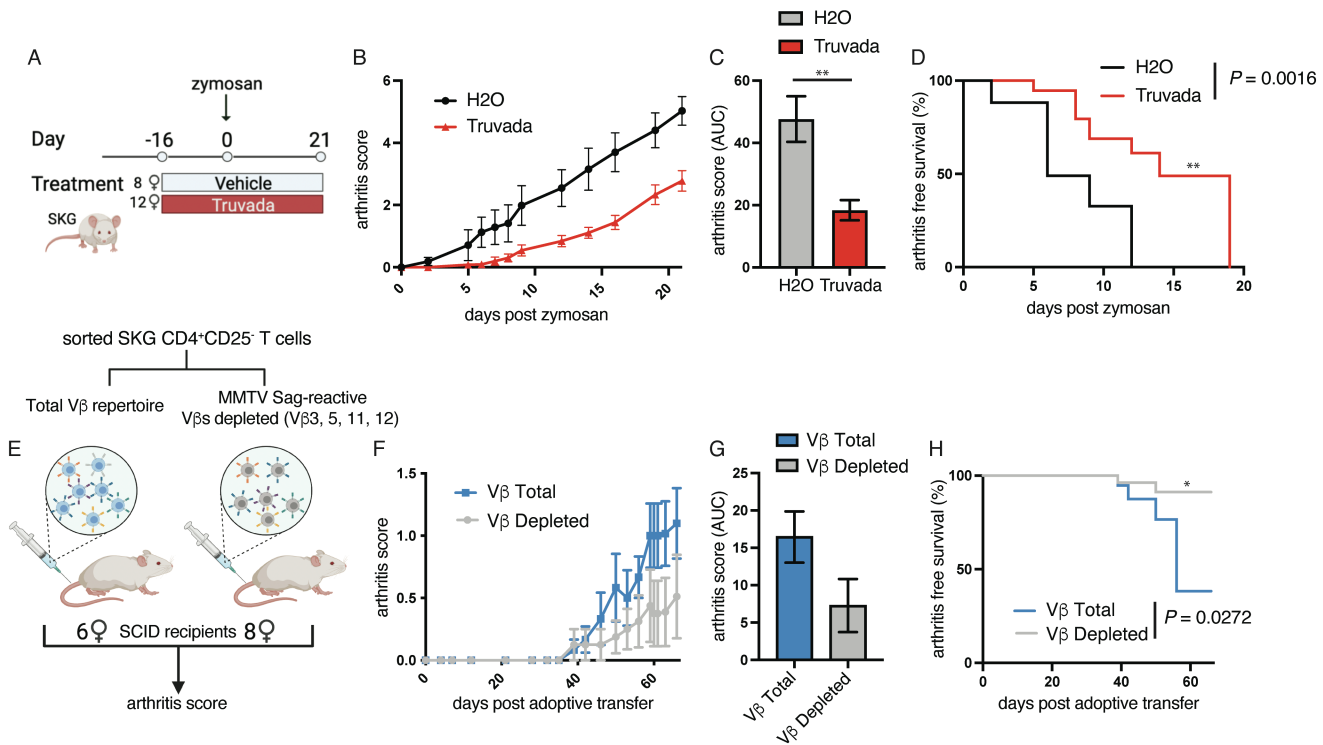 A
zymosan
Day
-16
0
21
Treatment
8 ♀
Vehicle
12♀
Truvada
SKG
B
arthritis score
6
4
2
0
H2O
Truvada
0
5
10
15
20
days post zymosan
H2O
Truvada
C
arthritis score (AUC)
60
40
20
0
**
H2O Truvada
D
arthritis free survival (%)
100
50
0
H2O
Truvada
P = 0.0016
**
0
5
10
15
20
days post zymosan
sorted SKG CD4⁺CD25⁻ T cells
Total Vβ repertoire
MMTV Sag-reactive
Vβs depleted (Vβ3, 5, 11, 12)
E
6♀ SCID recipients 8♀
arthritis score
F
arthritis score
1.5
1.0
0.5
0.0
Vβ Total
Vβ Depleted
0
20
40
60
days post adoptive transfer
G
Vβ Total
Vβ Depleted
arthritis score (AUC)
25
20
15
10
5
0
Vβ Total
Vβ Depleted
H
arthritis free survival (%)
100
50
0
*
Vβ Total
Vβ Depleted
P = 0.0272
0
20
40
60
days post adoptive transfer